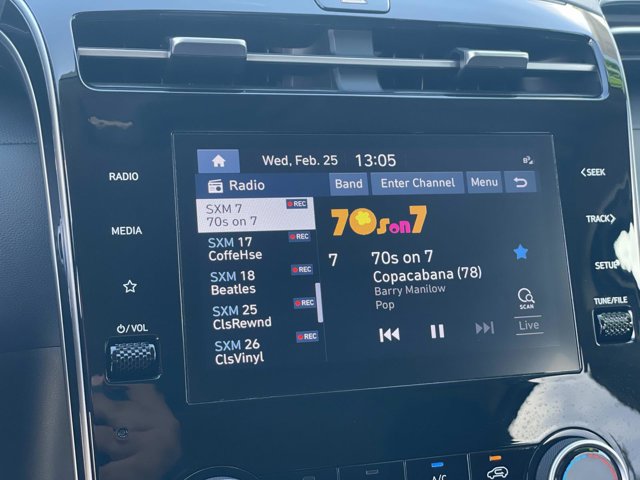 Wed, Feb. 25 13:05
Radio Band Enter Channel Menu
SXM 7 REC
70s on 7
SXM 17 REC
CoffeHse
SXM 18 REC
Beatles
SXM 25 REC
ClsRewnd
SXM 26 REC
ClsVinyl
70s on 7
7 70s on 7
Copacabana (78)
Barry Manilow
Pop
SCAN
Live
RADIO
MEDIA
/VOL
<SEEK
TRACK>
SETUP
TUNE/FILE
A/C